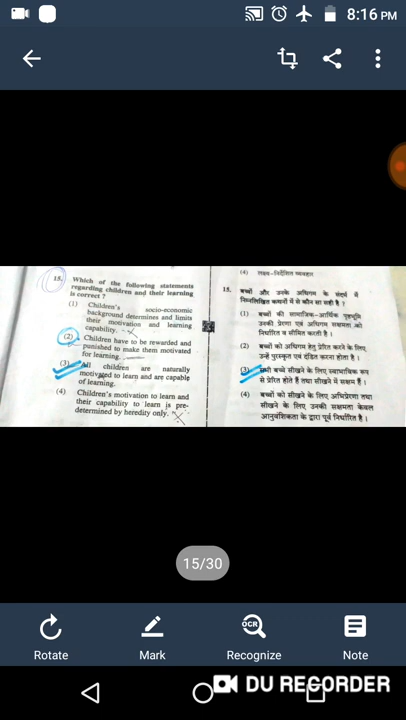 8:16 PM
(4) लक्ष्य-निर्देशित व्यवहार
15. Which of the following statements
regarding children and their learning
is correct ?
(1) Children's socio-economic
background determines and limits
their motivation and learning
capability.
(2) Children have to be rewarded and
punished to make them motivated
for learning.
(3) All children are naturally
motivated to learn and are capable
of learning.
(4) Children's motivation to learn and
their capability to learn is pre-
determined by heredity only.
15. बच्चों और उनके अधिगम के संदर्भ में
निम्नलिखित कथनों में से कौन सा सही है ?
(1) बच्चों की सामाजिक-आर्थिक पृष्ठभूमि
उनकी प्रेरणा एवं अधिगम क्षमता को
निर्धारित व सीमित करती है ।
(2) बच्चों को अधिगम हेतु प्रेरित करने के लिए
उन्हें पुरस्कृत एवं दंडित करना होता है ।
(3) सभी बच्चे सीखने के लिए स्वाभाविक रूप
से प्रेरित होते हैं तथा सीखने में सक्षम हैं ।
(4) बच्चों को सीखने के लिए अभिप्रेरणा तथा
सीखने के लिए उनकी सक्षमता केवल
आनुवंशिकता के द्वारा पूर्व निर्धारित है ।
15/30
Rotate
Mark
OCR
Recognize
Note
DU RECORDER